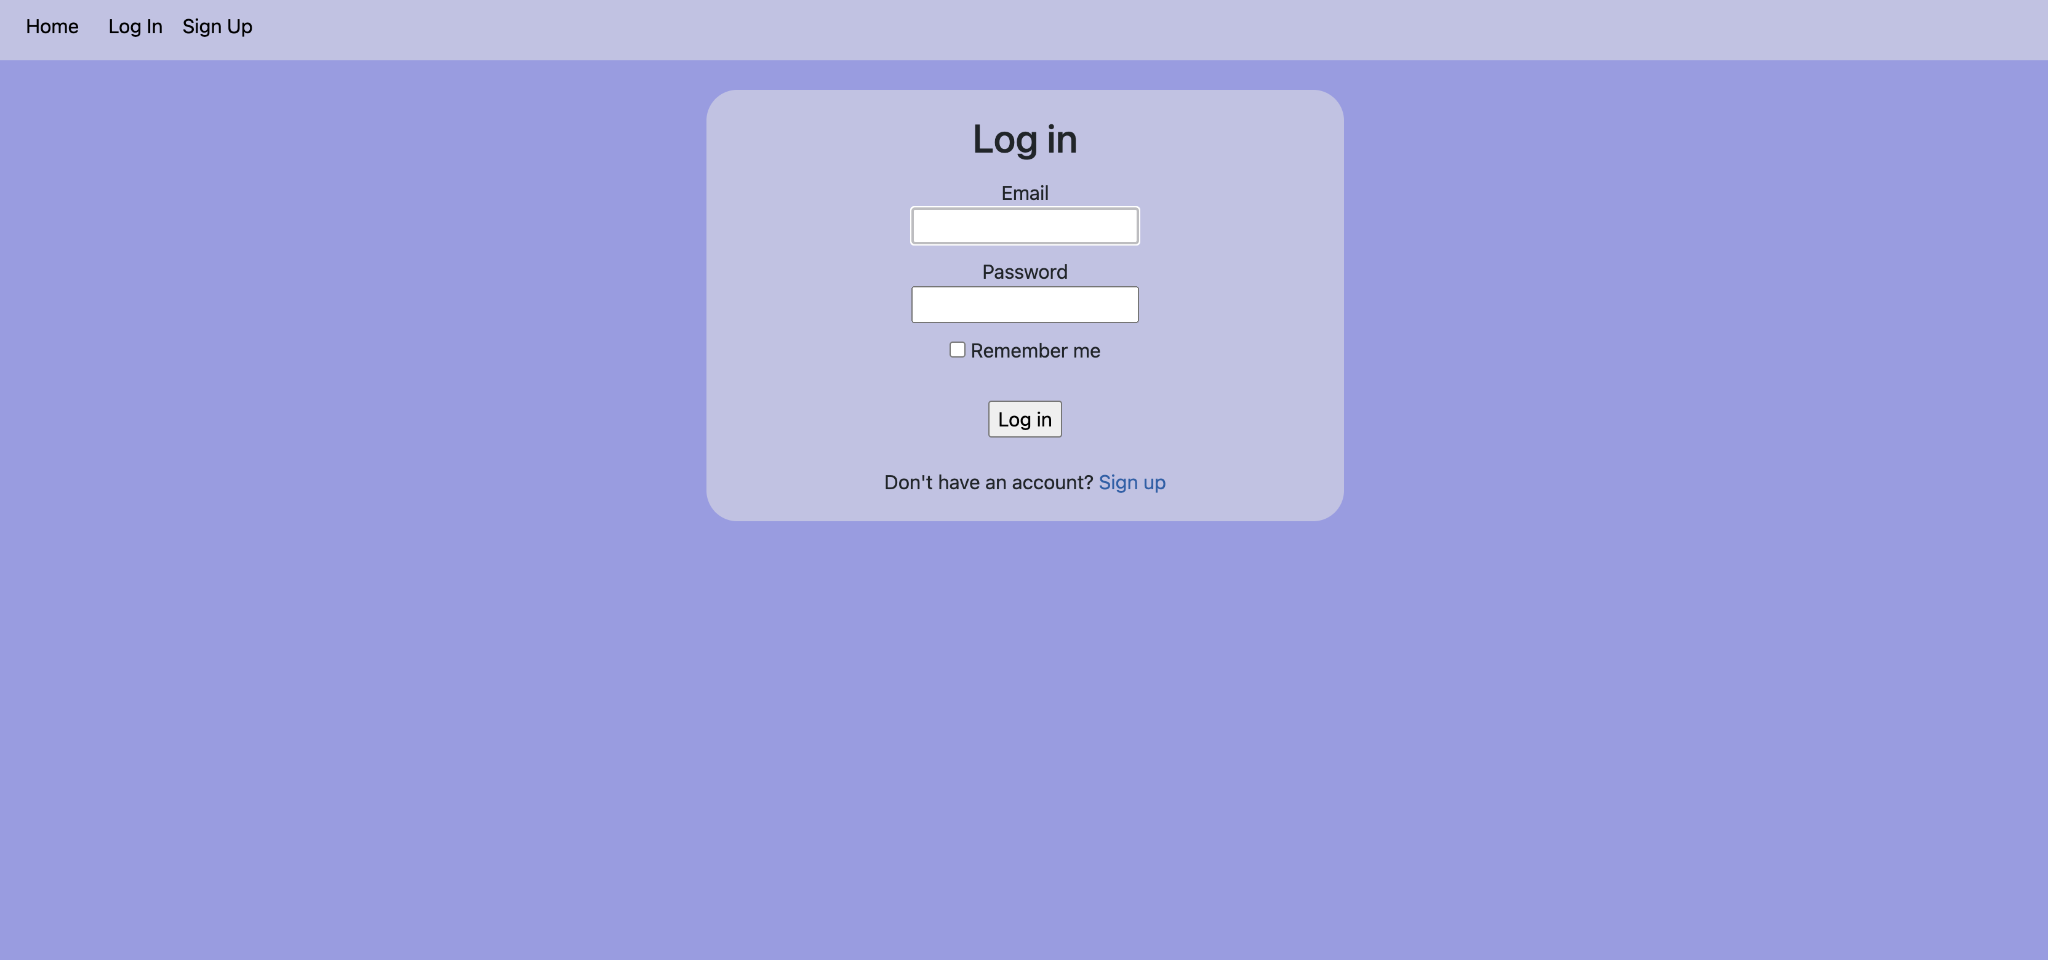 Home Log In Sign Up
Log in
Email
Password
Remember me
Log in
Don't have an account? Sign up